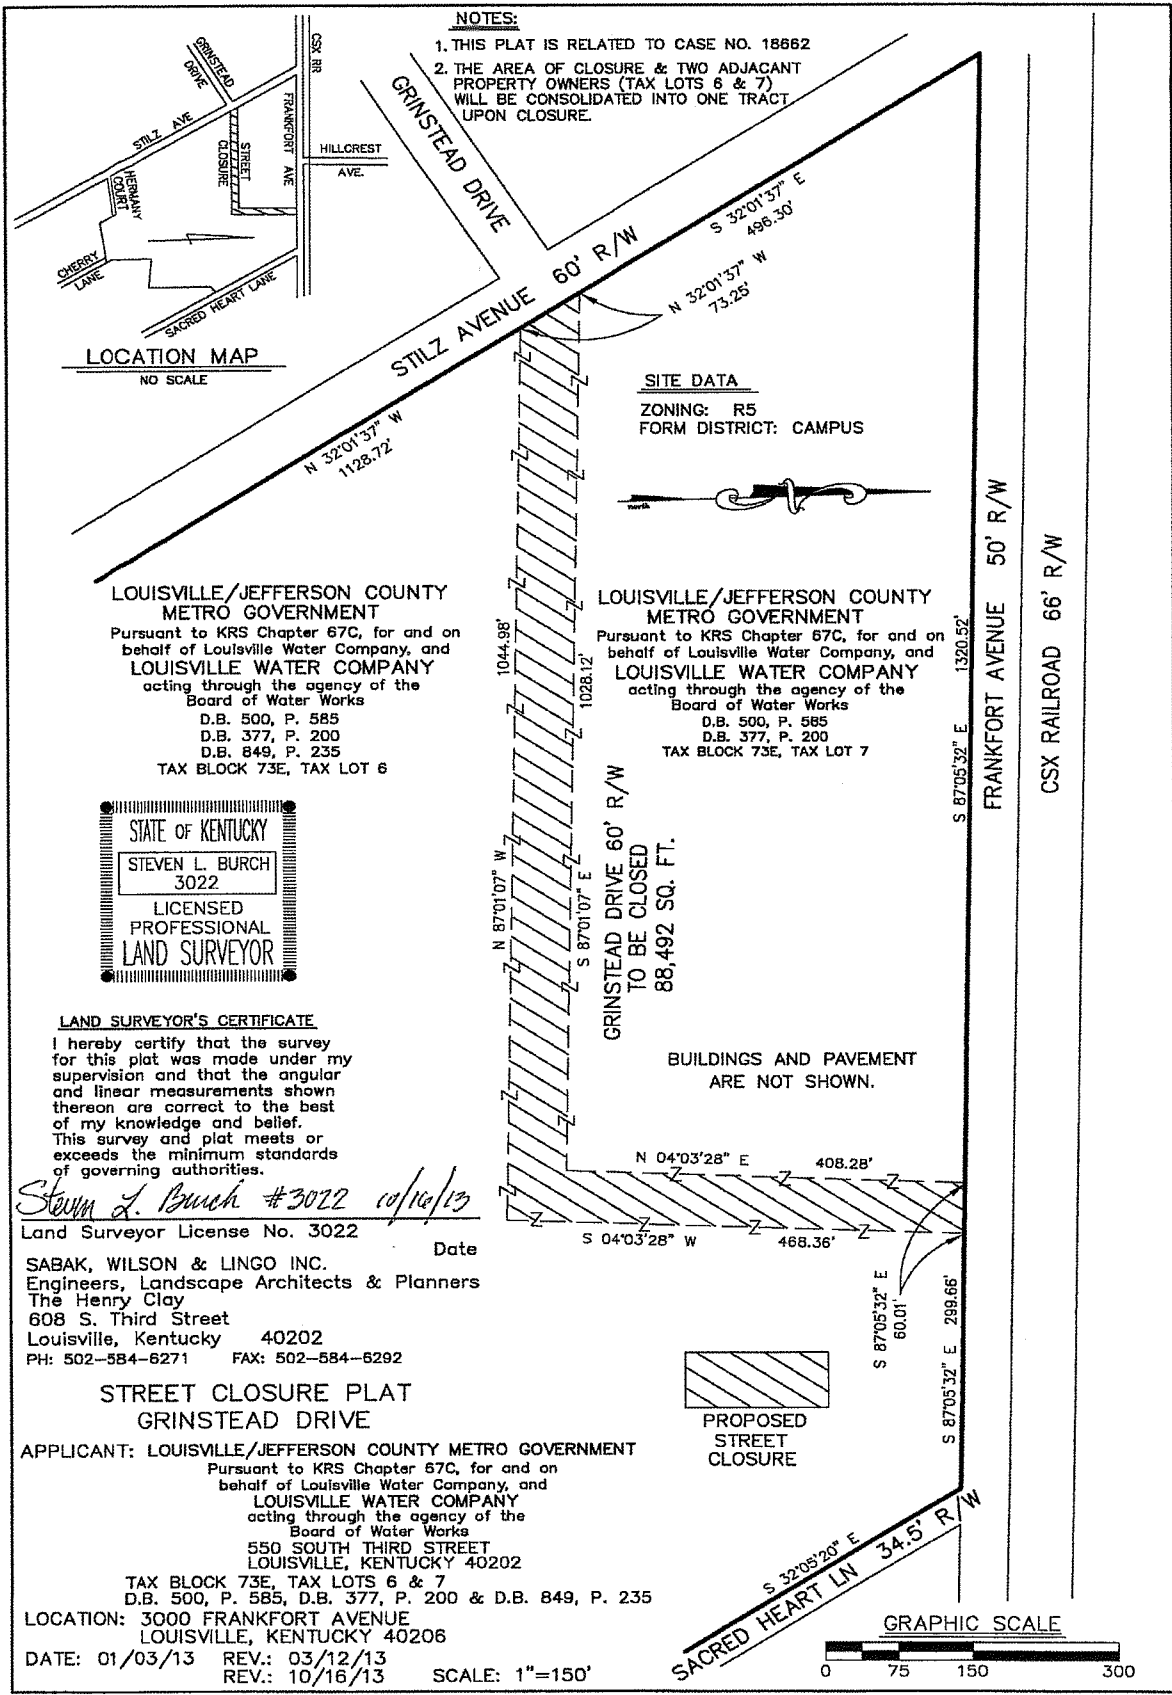 NOTES:
1. THIS PLAT IS RELATED TO CASE NO. 18662
2. THE AREA OF CLOSURE & TWO ADJACANT
PROPERTY OWNERS (TAX LOTS 6 & 7)
WILL BE CONSOLIDATED INTO ONE TRACT
UPON CLOSURE.
GRINSTEAD
DRIVE
CSX RR
STILZ AVE
FRANKFORT AVE
STREET
CLOSURE
HILLCREST
AVE.
HERMANY
COURT
CHERRY
LANE
SACRED HEART LANE
LOCATION MAP
NO SCALE
GRINSTEAD DRIVE
STILZ AVENUE 60' R/W
S 32°01'37" E
496.30'
N 32°01'37" W
73.25'
N 32°01'37" W
1128.72'
SITE DATA
ZONING: R5
FORM DISTRICT: CAMPUS
north
FRANKFORT AVENUE 50' R/W
CSX RAILROAD 66' R/W
S 87°05'32" E 1320.52'
LOUISVILLE/JEFFERSON COUNTY
METRO GOVERNMENT
Pursuant to KRS Chapter 67C, for and on
behalf of Louisville Water Company, and
LOUISVILLE WATER COMPANY
acting through the agency of the
Board of Water Works
D.B. 500, P. 585
D.B. 377, P. 200
D.B. 849, P. 235
TAX BLOCK 73E, TAX LOT 6
LOUISVILLE/JEFFERSON COUNTY
METRO GOVERNMENT
Pursuant to KRS Chapter 67C, for and on
behalf of Louisville Water Company, and
LOUISVILLE WATER COMPANY
acting through the agency of the
Board of Water Works
D.B. 500, P. 585
D.B. 377, P. 200
TAX BLOCK 73E, TAX LOT 7
N 87°01'07" W
1044.98'
S 87°01'07" E
1028.12'
GRINSTEAD DRIVE 60' R/W
TO BE CLOSED
88,492 SQ. FT.
STATE OF KENTUCKY
STEVEN L. BURCH
3022
LICENSED
PROFESSIONAL
LAND SURVEYOR
LAND SURVEYOR'S CERTIFICATE
I hereby certify that the survey
for this plat was made under my
supervision and that the angular
and linear measurements shown
thereon are correct to the best
of my knowledge and belief.
This survey and plat meets or
exceeds the minimum standards
of governing authorities.
Steven L. Burch #3022 10/16/13
Land Surveyor License No. 3022
Date
BUILDINGS AND PAVEMENT
ARE NOT SHOWN.
N 04°03'28" E 408.28'
S 04°03'28" W 468.36'
S 87°05'32" E
60.01'
S 87°05'32" E 299.66'
SABAK, WILSON & LINGO INC.
Engineers, Landscape Architects & Planners
The Henry Clay
608 S. Third Street
Louisville, Kentucky 40202
PH: 502-584-6271 FAX: 502-584-6292
STREET CLOSURE PLAT
GRINSTEAD DRIVE
APPLICANT: LOUISVILLE/JEFFERSON COUNTY METRO GOVERNMENT
Pursuant to KRS Chapter 67C, for and on
behalf of Louisville Water Company, and
LOUISVILLE WATER COMPANY
acting through the agency of the
Board of Water Works
550 SOUTH THIRD STREET
LOUISVILLE, KENTUCKY 40202
TAX BLOCK 73E, TAX LOTS 6 & 7
D.B. 500, P. 585, D.B. 377, P. 200 & D.B. 849, P. 235
LOCATION: 3000 FRANKFORT AVENUE
LOUISVILLE, KENTUCKY 40206
DATE: 01/03/13 REV.: 03/12/13
REV.: 10/16/13 SCALE: 1"=150'
PROPOSED
STREET
CLOSURE
S 32°05'20" E
SACRED HEART LN 34.5' R/W
GRAPHIC SCALE
0 75 150 300